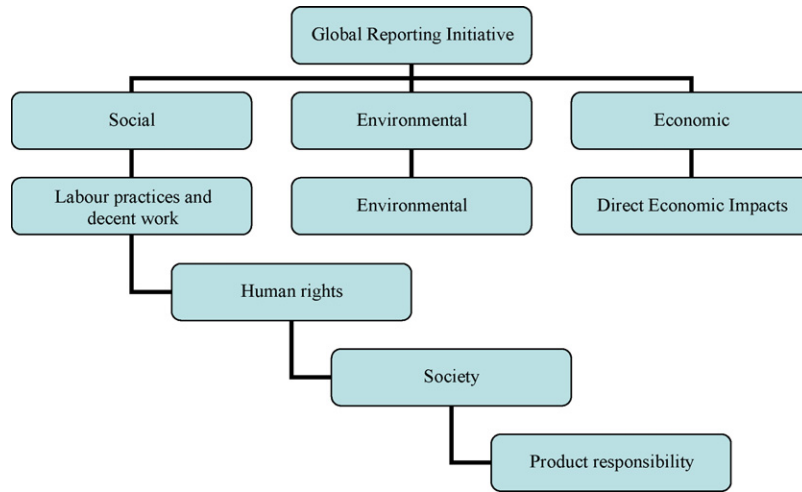 Global Reporting Initiative
Social
Environmental
Economic
Labour practices and
decent work
Environmental
Direct Economic Impacts
Human rights
Society
Product responsibility